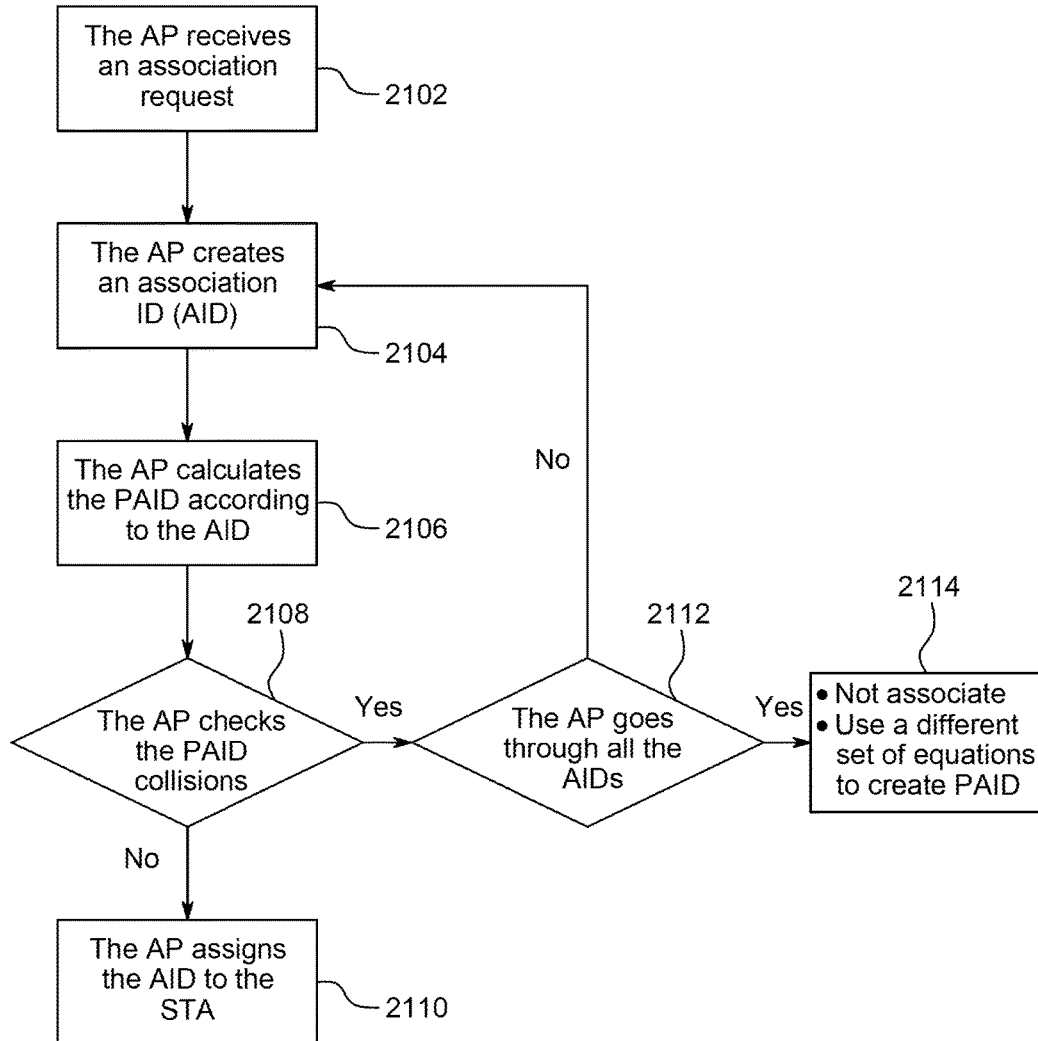 The AP receives
an association
request
2102
The AP creates
an association
ID (AID)
2104
No
The AP calculates
the PAID according
to the AID
2106
2108
2112
2114
The AP checks
the PAID
collisions
Yes
The AP goes
through all the
AIDs
Yes
• Not associate
• Use a different
set of equations
to create PAID
No
The AP assigns
the AID to the
STA
2110